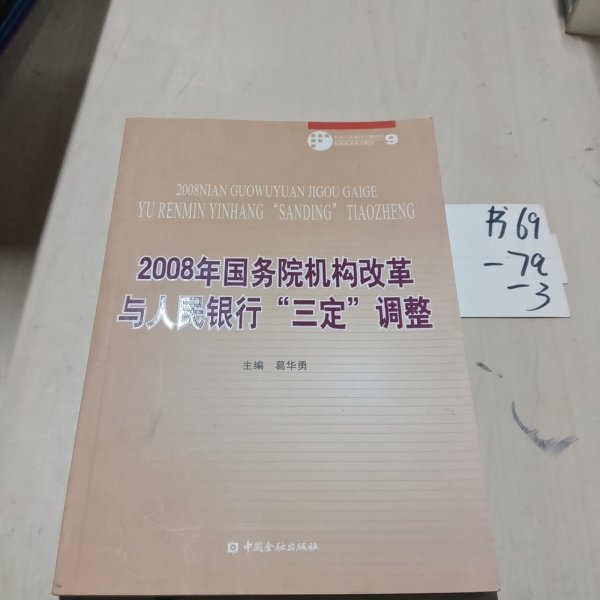 9
2008NIAN GUOWUYUAN JIGOU GAIGE
YU RENMIN YINHANG “SANDING” TIAOZHENG
2008年国务院机构改革
与人民银行“三定”调整
主编 葛华勇
中国金融出版社
书69
-7a
-3